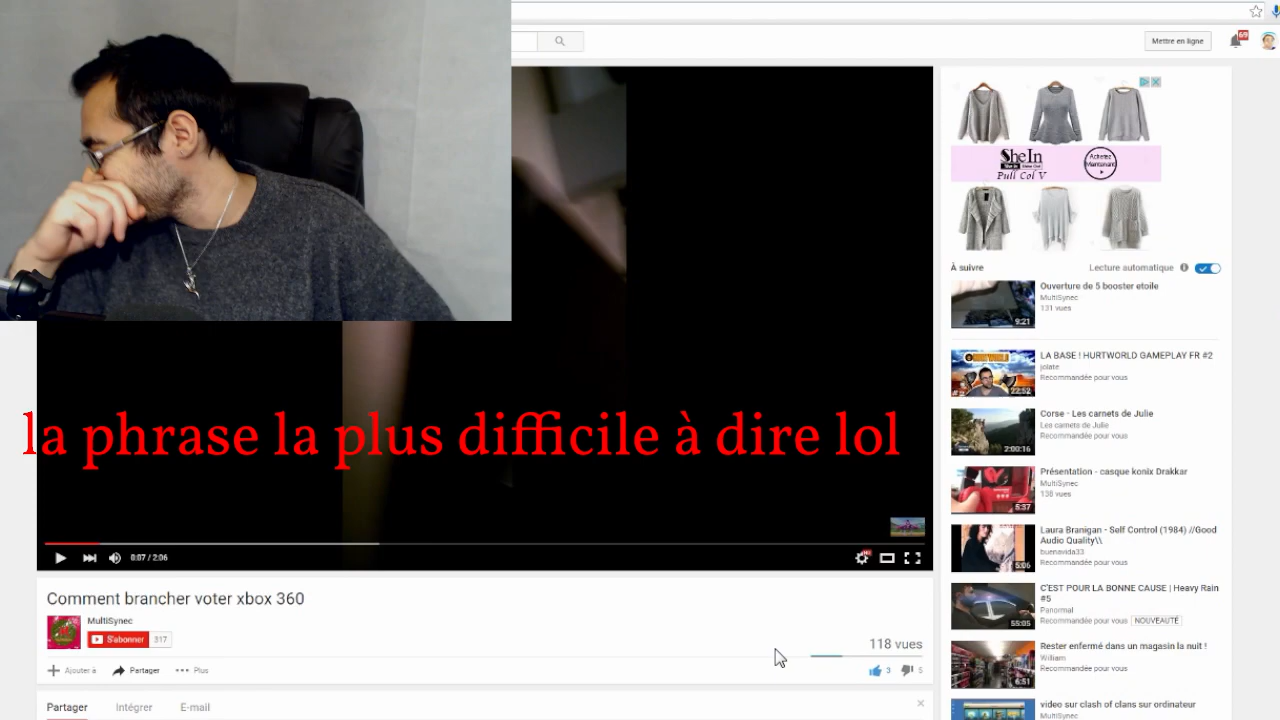 Mettre en ligne
69
SheIn
Pull Col V
Achetez
Maintenant
À suivre
Lecture automatique
Ouverture de 5 booster etoile
MultiSynec
131 vues
9:21
LA BASE ! HURTWORLD GAMEPLAY FR #2
jolate
Recommandée pour vous
22:52
Corse - Les carnets de Julie
Les carnets de Julie
Recommandée pour vous
2:00:16
Présentation - casque konix Drakkar
MultiSynec
138 vues
5:37
Laura Branigan - Self Control (1984) //Good
Audio Quality\\
buenavida33
Recommandée pour vous
5:06
C'EST POUR LA BONNE CAUSE | Heavy Rain
#5
Panormal
Recommandée pour vous NOUVEAUTÉ
55:05
Rester enfermé dans un magasin la nuit !
William
Recommandée pour vous
6:51
video sur clash of clans sur ordinateur
MultiSynec
la phrase la plus difficile à dire lol
0:07 / 2:06
Comment brancher voter xbox 360
MultiSynec
S'abonner 317
118 vues
Ajouter à Partager Plus
3 5
Partager Intégrer E-mail